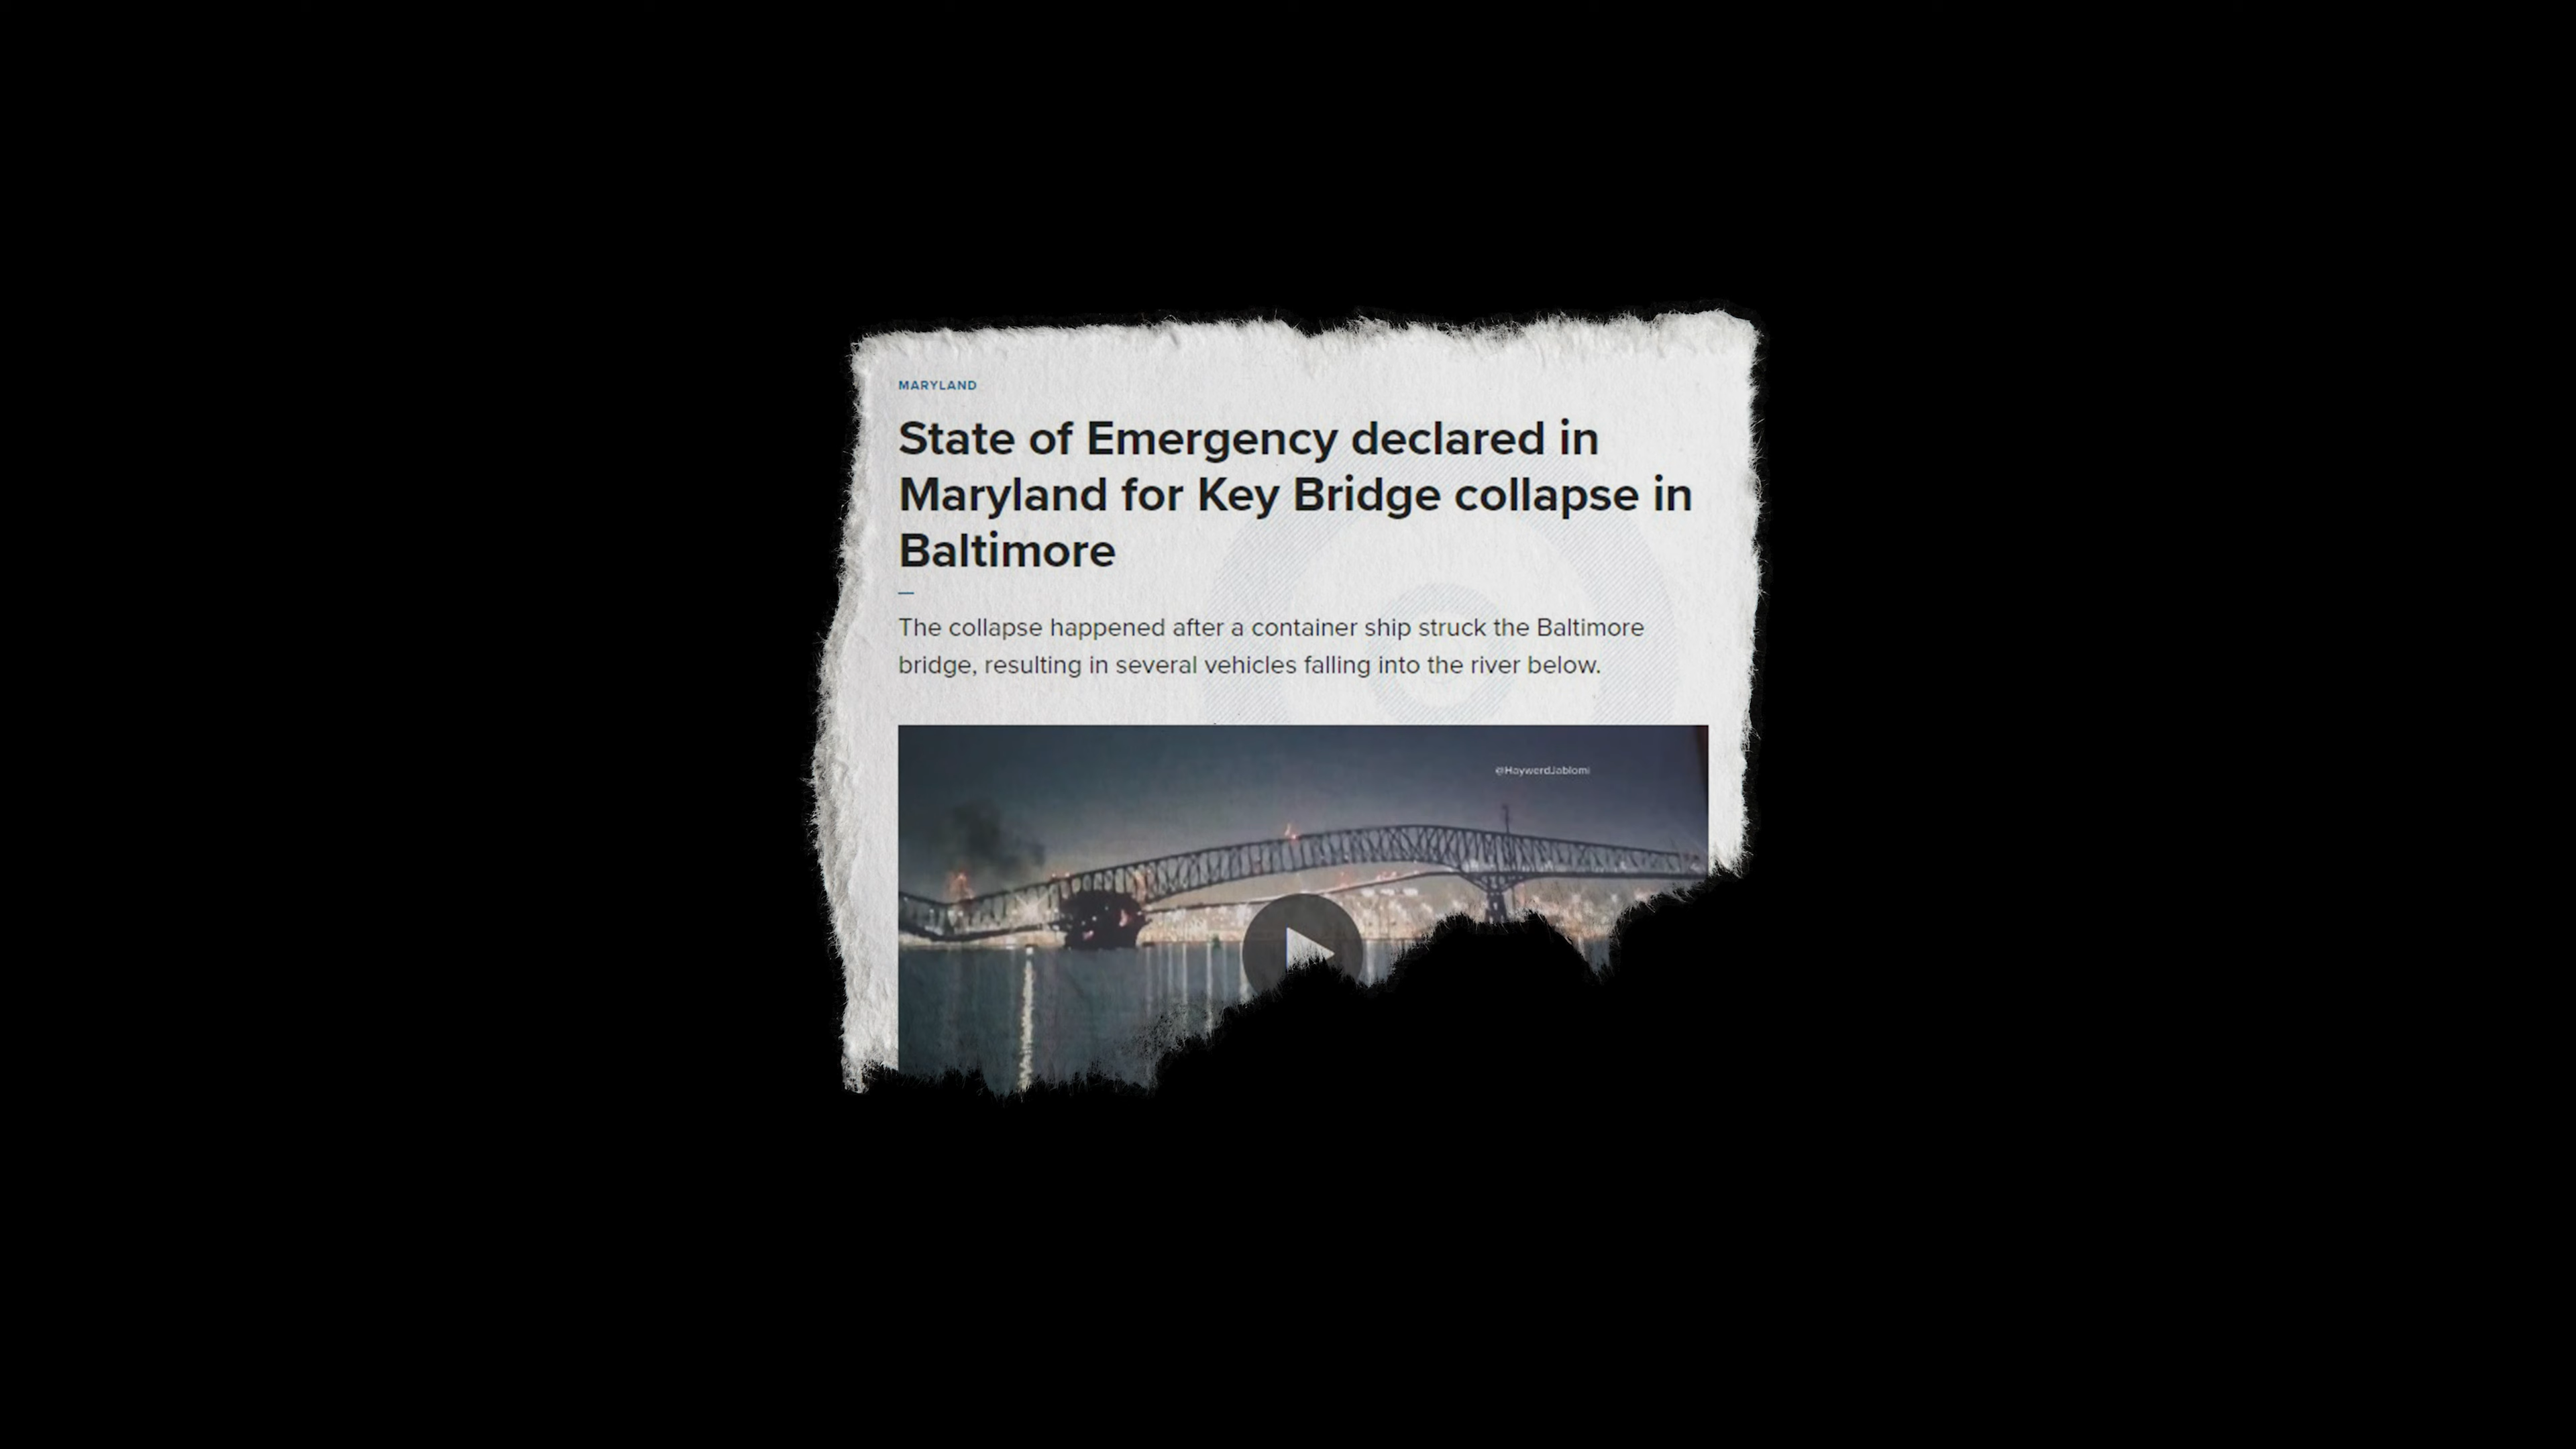 MARYLAND
State of Emergency declared in
Maryland for Key Bridge collapse in
Baltimore
The collapse happened after a container ship struck the Baltimore
bridge, resulting in several vehicles falling into the river below.
@HaywerdJablomi